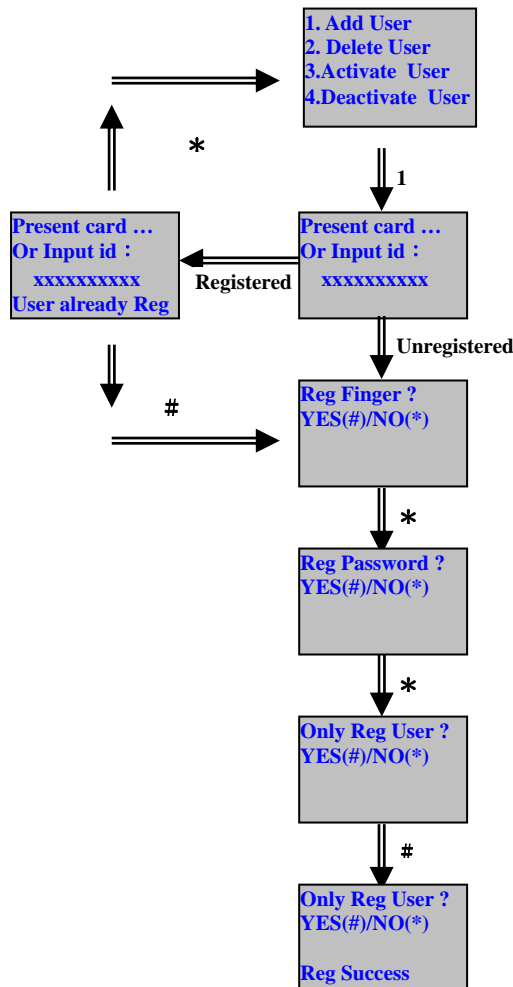 1. Add User
2. Delete User
3.Activate User
4.Deactivate User
*
1
Present card …
Or Input id：
xxxxxxxxxx
User already Reg
Registered
Present card …
Or Input id：
xxxxxxxxxx
Unregistered
#
Reg Finger ?
YES(#)/NO(*)
*
Reg Password ?
YES(#)/NO(*)
*
Only Reg User ?
YES(#)/NO(*)
#
Only Reg User ?
YES(#)/NO(*)
Reg Success